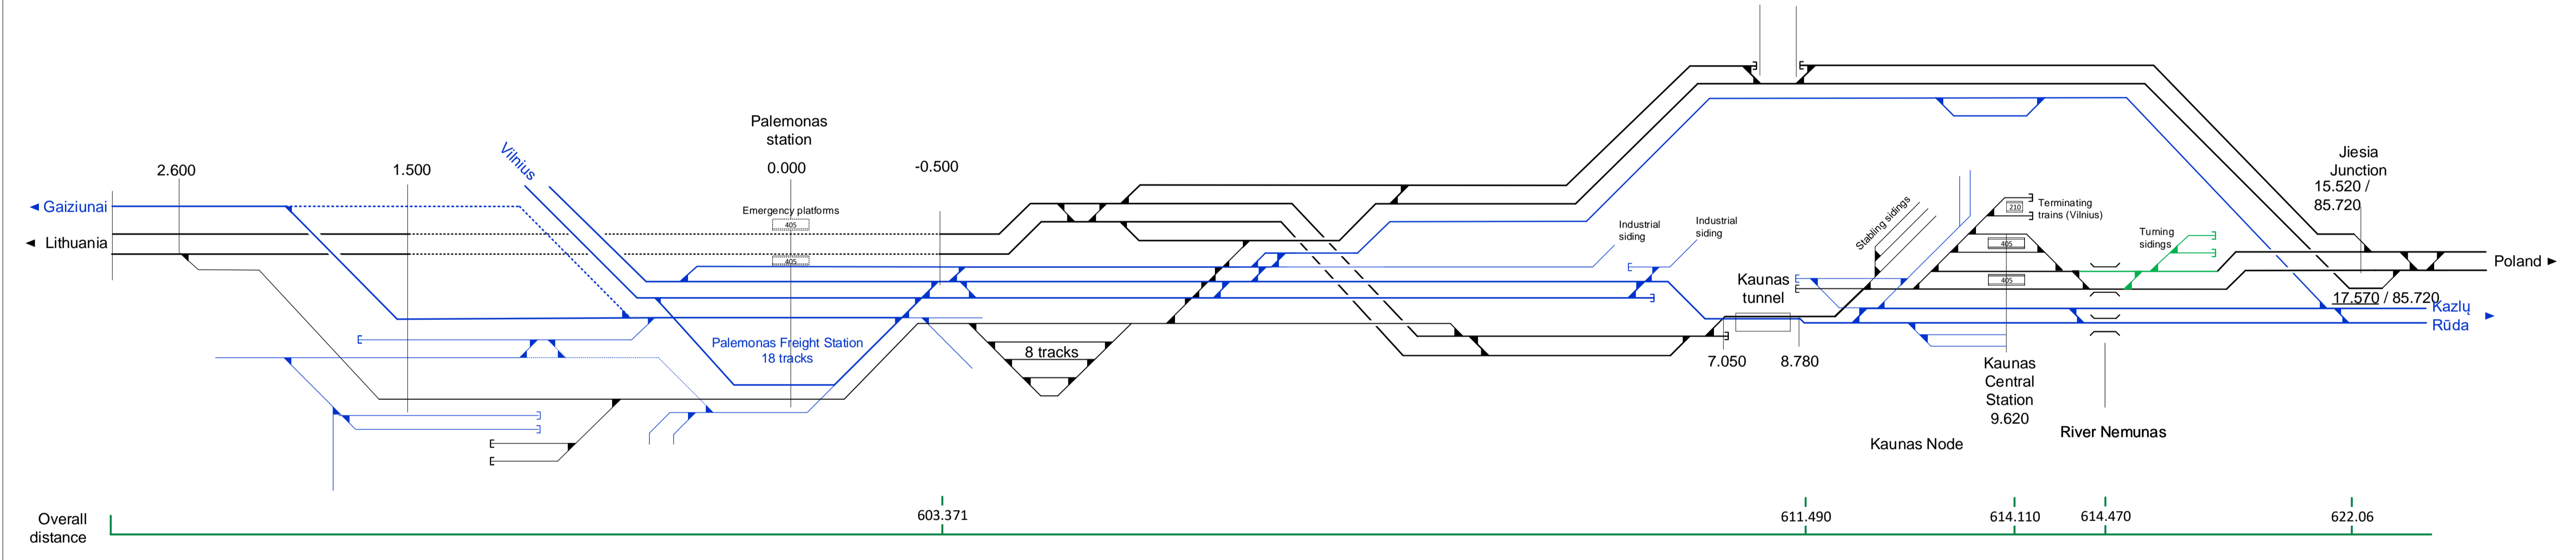 Palemonas
station
Vilnius
2.600
1.500
0.000
-0.500
Jiesia
Junction
15.520 /
85.720
◄ Gaiziunai
Emergency platforms
405
405
◄ Lithuania
Industrial
siding
Industrial
siding
Stabling sidings
210
Terminating
trains (Vilnius)
405
405
Turning
sidings
Poland ►
Kaunas
tunnel
17.570 / 85.720
Kazlų
Rūda ►
Palemonas Freight Station
18 tracks
8 tracks
7.050
8.780
Kaunas
Central
Station
9.620
Kaunas Node
River Nemunas
Overall
distance
603.371
611.490
614.110
614.470
622.06